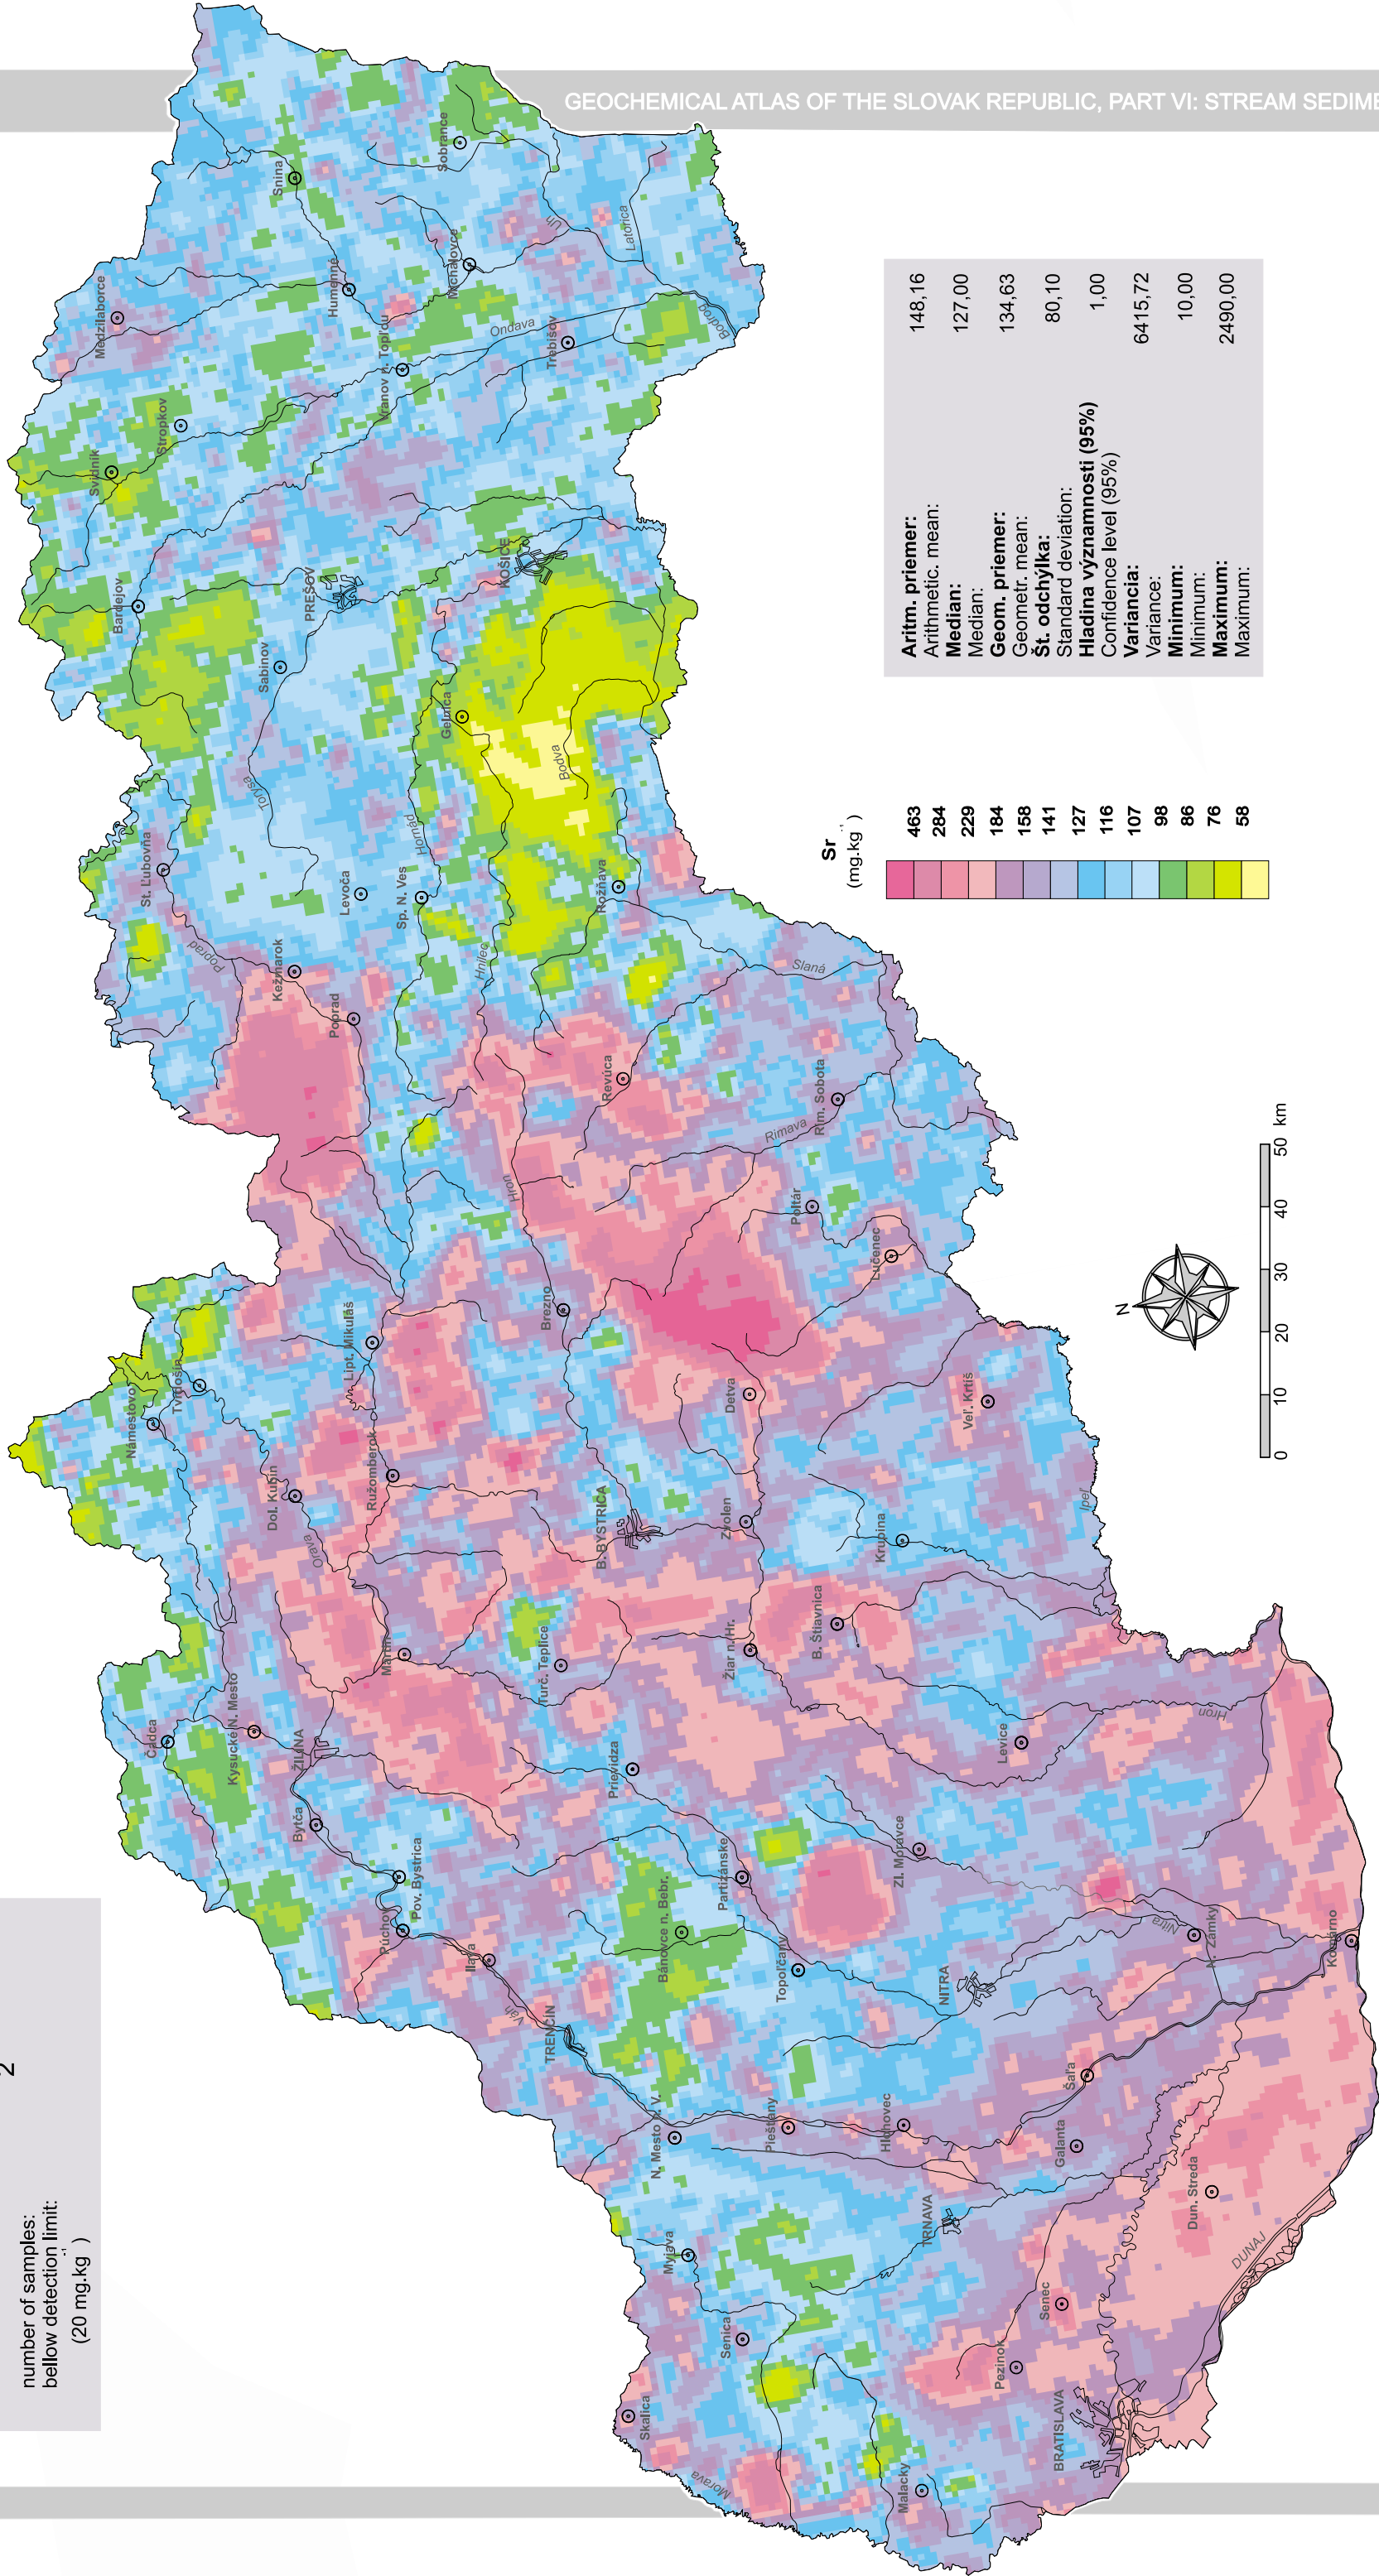 GEOCHEMICAL ATLAS OF THE SLOVAK REPUBLIC, PART VI: STREAM SEDIME
2
number of samples:
bellow detection limit:
(20 mg.kg-1)
Aritm. priemer:
Arithmetic. mean: 148,16
Median:
Median: 127,00
Geom. priemer:
Geometr. mean: 134,63
Št. odchýlka:
Standard deviation: 80,10
Hladina významnosti (95%)
Confidence level (95%) 1,00
Variancia:
Variance: 6415,72
Minimum:
Minimum: 10,00
Maximum:
Maximum: 2490,00
Sr
(mg.kg-1)
463
284
229
184
158
141
127
116
107
98
86
76
58
N
0 10 20 30 40 50 km
Skalica
Senica
Myjava
Malacky
BRATISLAVA
Pezinok
Senec
Dun. Streda
Galanta
Šaľa
TRNAVA
Hlohovec
Piešťany
N. Mesto n. V.
TRENČÍN
Ilava
Púchov
Pov. Bystrica
Bytča
ŽILINA
Kysucké N. Mesto
Čadca
Martin
Turč. Teplice
Prievidza
Partizánske
Bánovce n. Bebr.
Topoľčany
NITRA
Zl. Moravce
N. Zámky
Komárno
Levice
B. Štiavnica
Žiar n. Hr.
Zvolen
Krupina
B. BYSTRICA
Detva
Veľ. Krtíš
Lučenec
Poltár
Rim. Sobota
Brezno
Revúca
Rožňava
Ružomberok
Dol. Kubín
Námestovo
Tvrdošín
Lipt. Mikuláš
Poprad
Kežmarok
St. Ľubovňa
Levoča
Sp. N. Ves
Gelnica
KOŠICE
PREŠOV
Sabinov
Bardejov
Svidník
Stropkov
Medzilaborce
Humenné
Snina
Vranov n. Topľou
Michalovce
Sobrance
Trebišov
Morava
DUNAJ
Váh
Nitra
Hron
Ipeľ
Orava
Hron
Rimava
Slaná
Hnilec
Hornád
Poprad
Torysa
Bodva
Ondava
Uh
Latorica
Bodrog